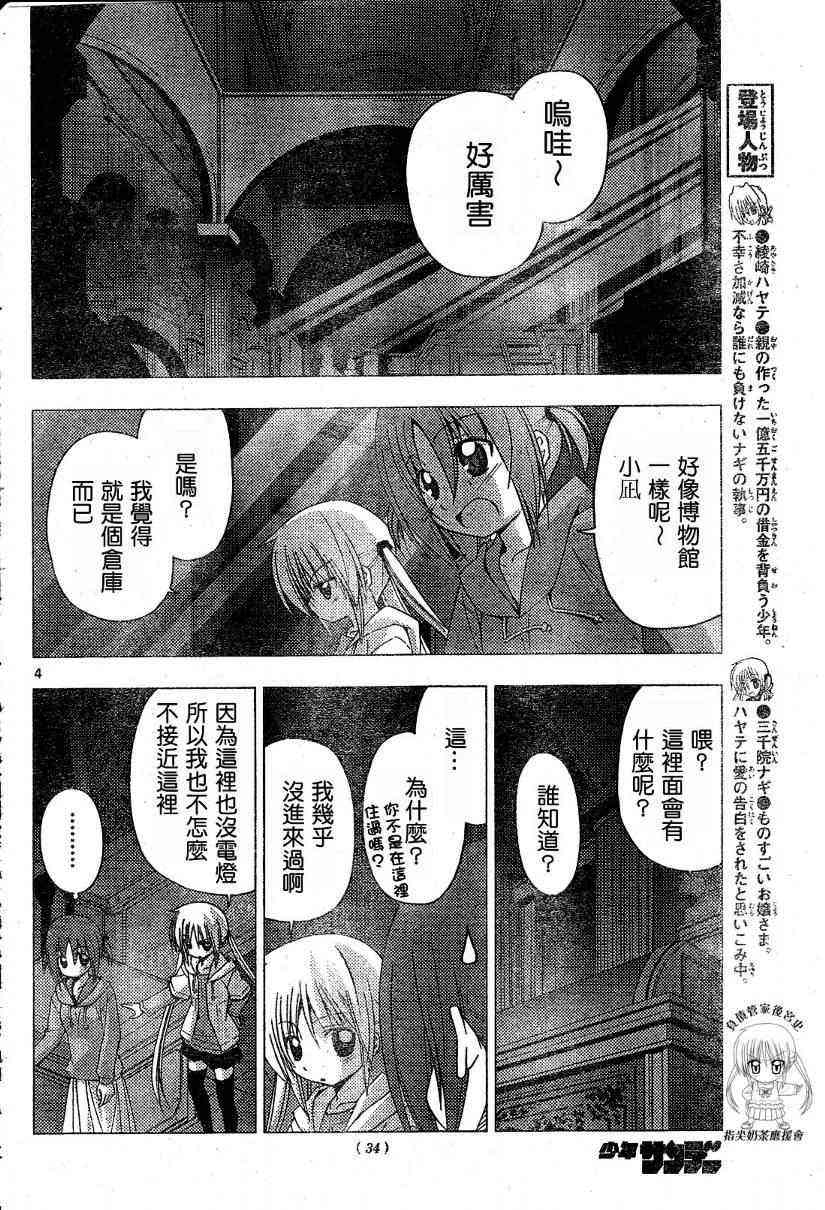 嗚哇～
好厲害
好像博物館
一樣呢～
小凪
是嗎？
我覺得
就是個倉庫
而已
4
喂？
這裡面會有
什麼呢？
誰知道？
這…
為什麼？
你不是在這裡
住過嗎？
我幾乎
沒進來過啊
因為這裡也沒電燈
所以我也不怎麼
不接近這裡
………
登場人物
とうじょうじんぶつ
●綾崎ハヤテ●親の作った一億五千万円の借金を背負う少年。
不幸さ加減なら誰にも負けないナギの執事。
●三千院ナギ●ものすごいお嬢さま。
ハヤテに愛の告白をされたと思いこみ中。
負債管家後宮史
指尖奶茶應援會
(34)
少年サンデー